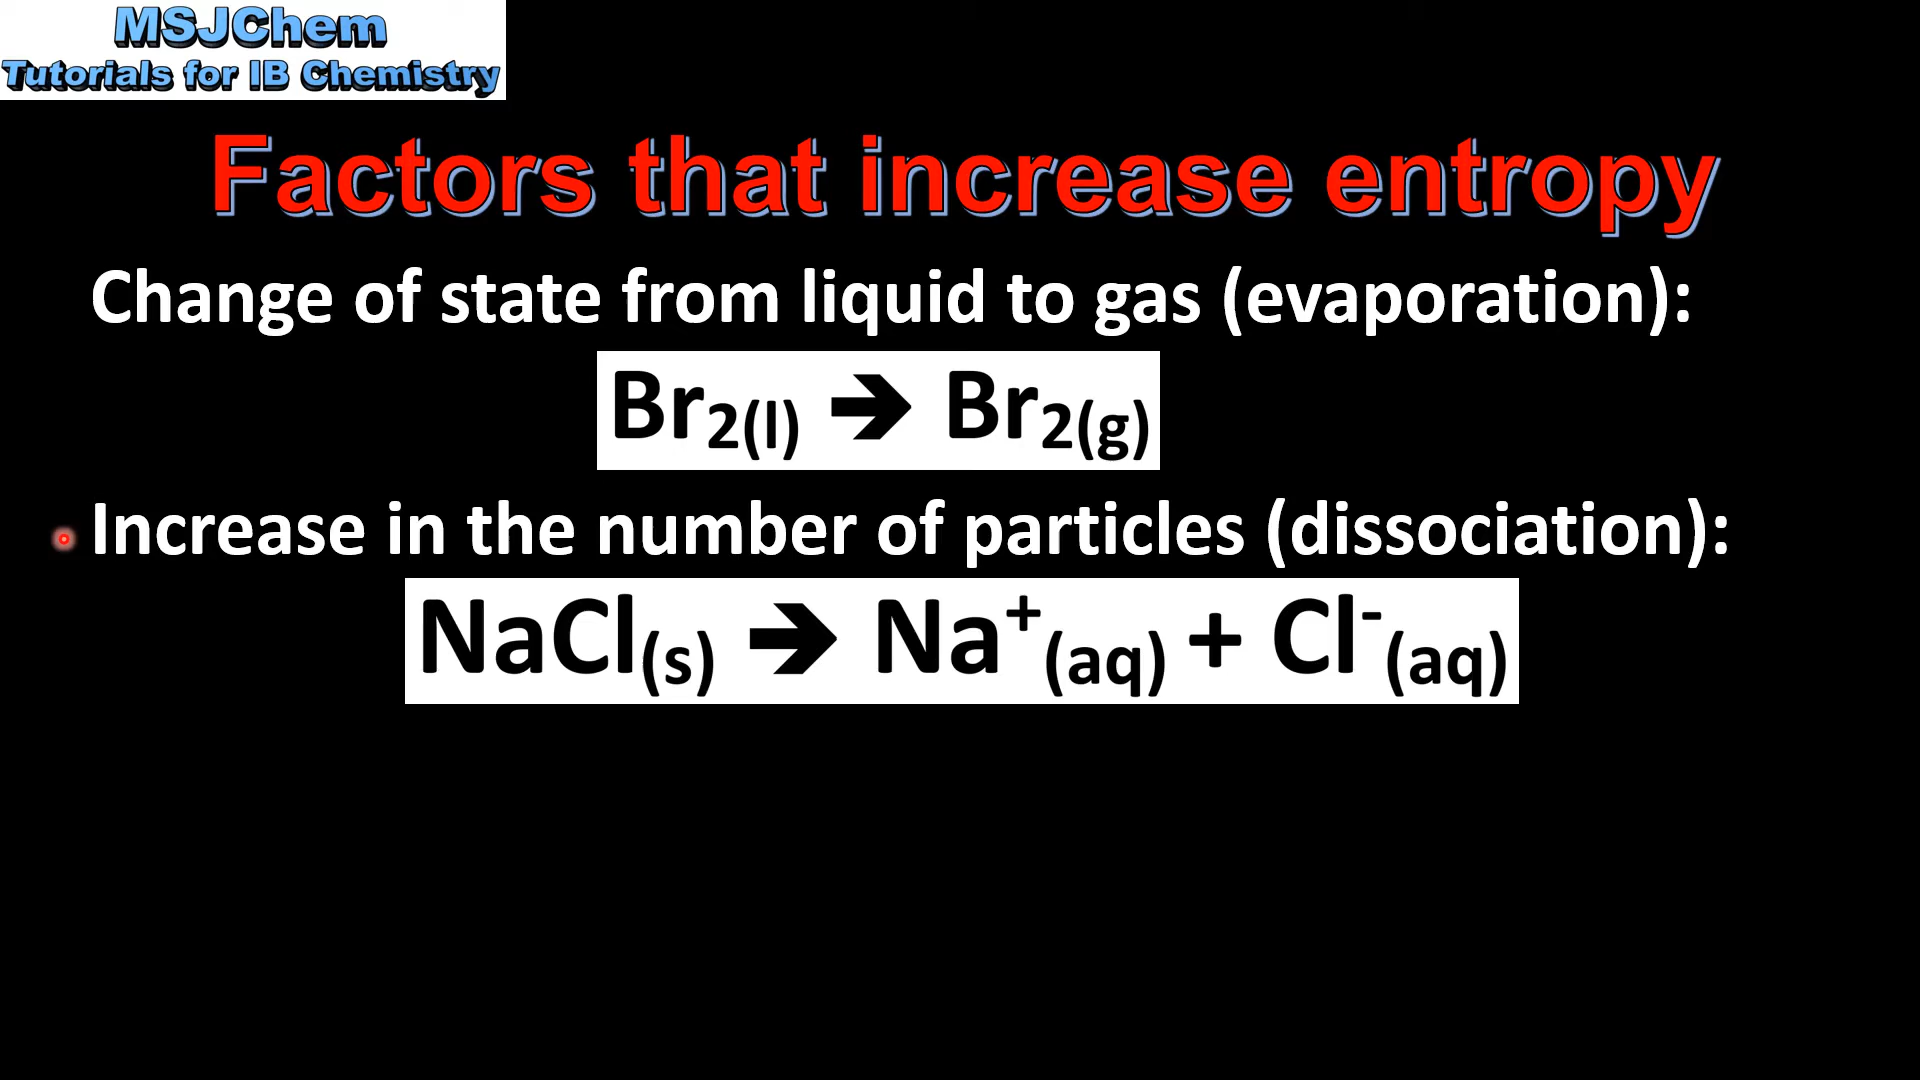 MSJChem
Tutorials for IB Chemistry
Factors that increase entropy
Change of state from liquid to gas (evaporation):
Br₂₍ₗ₎ ➔ Br₂(g)
Increase in the number of particles (dissociation):
NaCl(s) ➔ Na⁺(aq) + Cl⁻(aq)